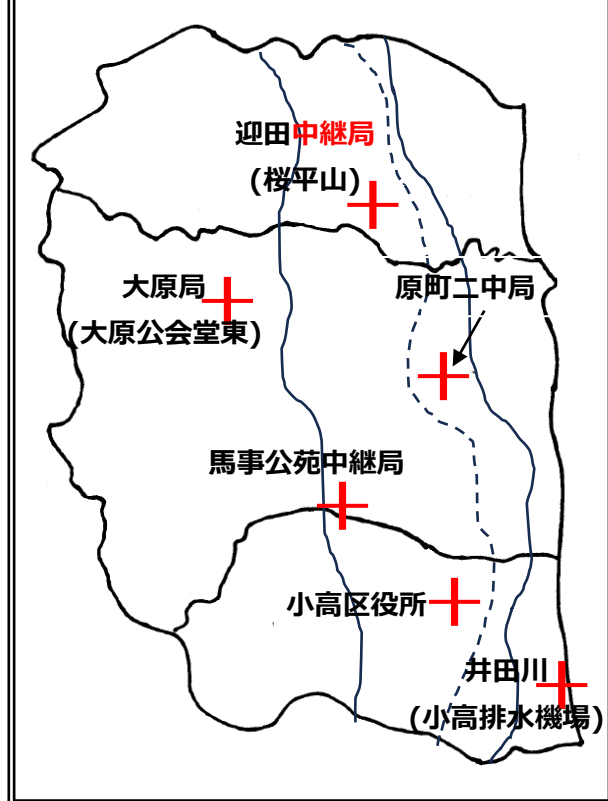 迎田中継局
(桜平山)
大原局
(大原公会堂東)
原町二中局
馬事公苑中継局
小高区役所
井田川
(小高排水機場)